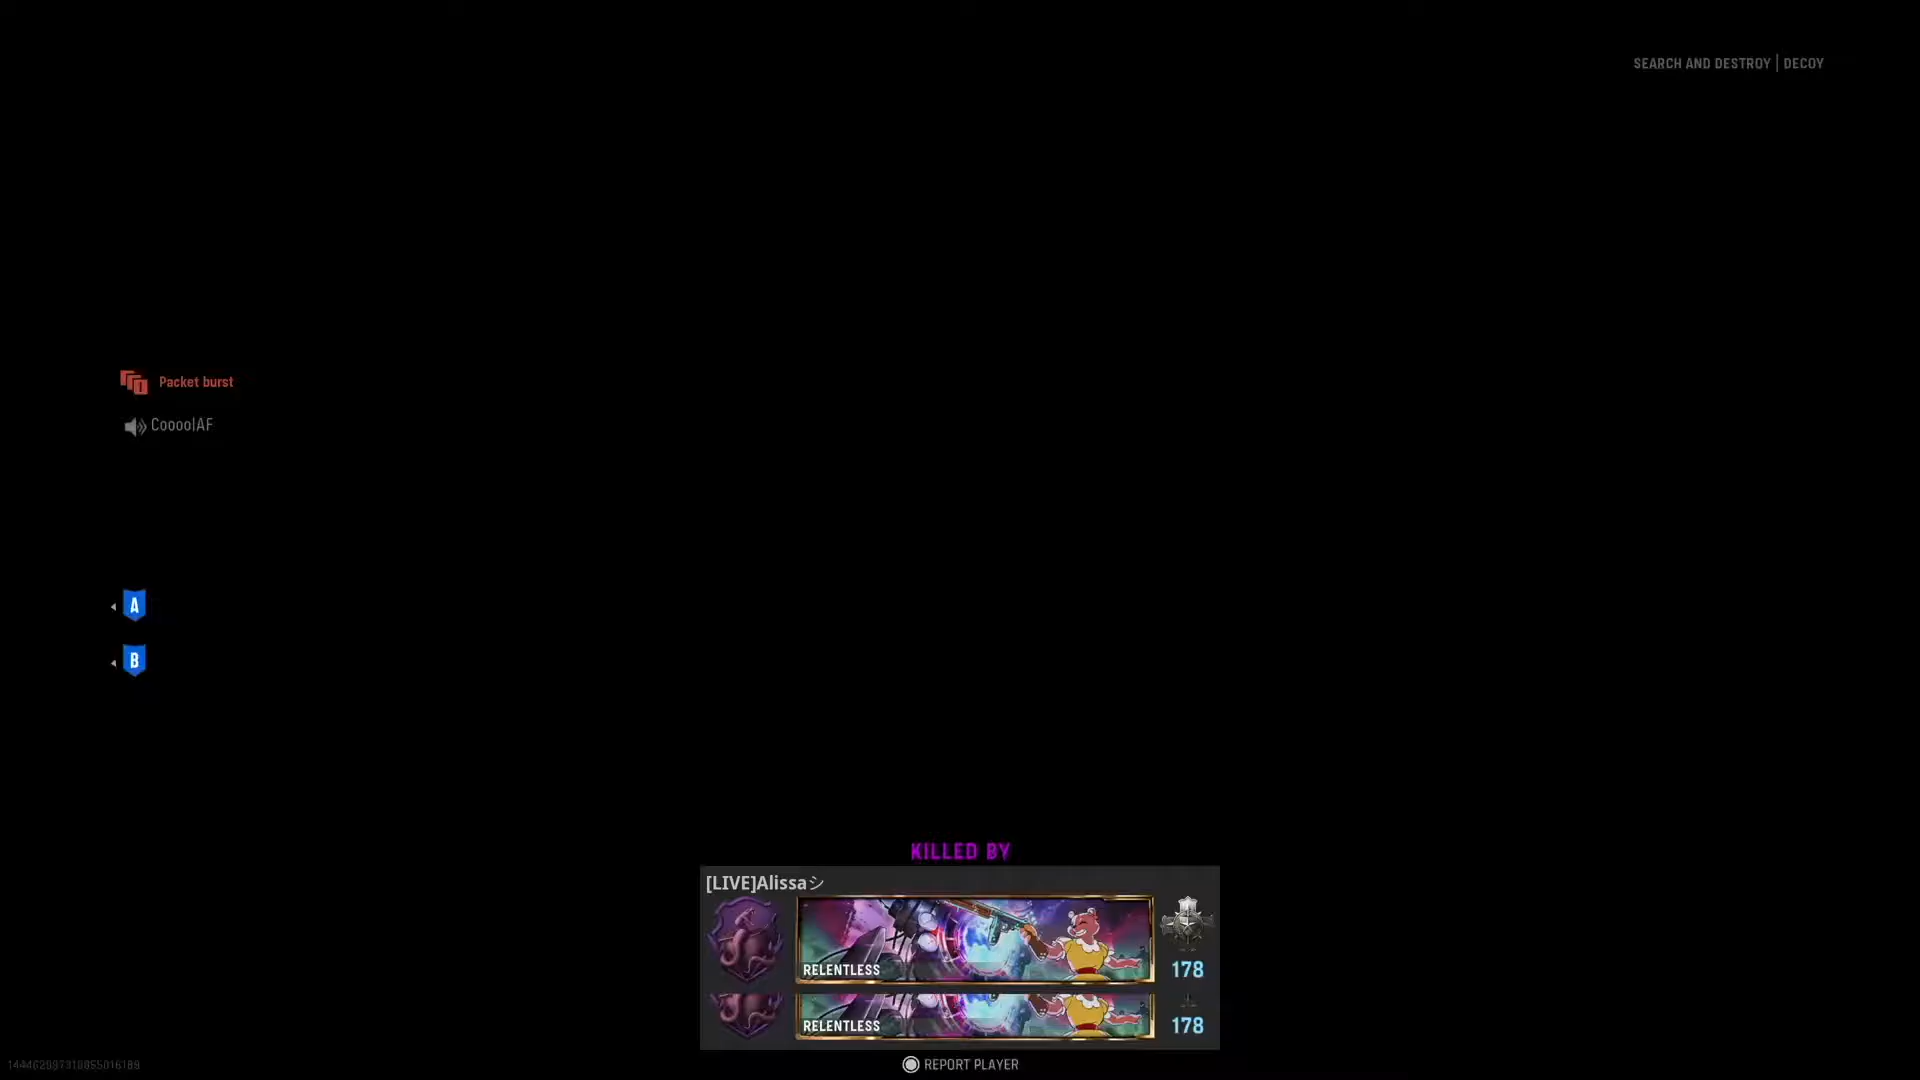 SEARCH AND DESTROY | DECOY
Packet burst
CoooolAF
A
B
KILLED BY
[LIVE]Alissaシ
RELENTLESS
178
RELENTLESS
178
REPORT PLAYER